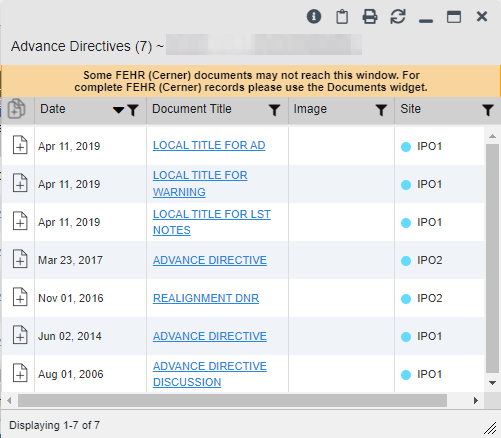 Advance Directives (7) ~
Some FEHR (Cerner) documents may not reach this window. For
complete FEHR (Cerner) records please use the Documents widget.
Date Document Title Image Site
Apr 11, 2019 LOCAL TITLE FOR AD IPO1
Apr 11, 2019 LOCAL TITLE FOR
WARNING IPO1
Apr 11, 2019 LOCAL TITLE FOR LST
NOTES IPO1
Mar 23, 2017 ADVANCE DIRECTIVE IPO2
Nov 01, 2016 REALIGNMENT DNR IPO2
Jun 02, 2014 ADVANCE DIRECTIVE IPO1
Aug 01, 2006 ADVANCE DIRECTIVE
DISCUSSION IPO1
Displaying 1-7 of 7